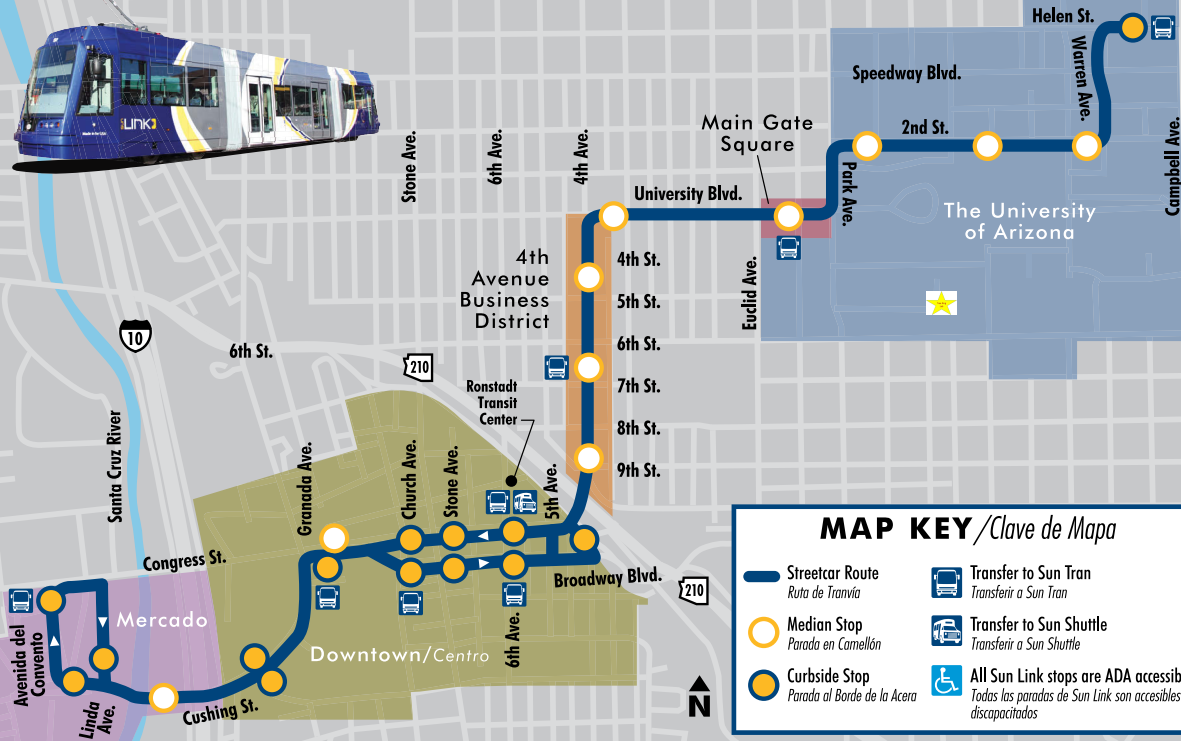 Helen St.
Warren Ave.
Speedway Blvd.
Campbell Ave.
2nd St.
Main Gate
Square
Park Ave.
The University
of Arizona
University Blvd.
Euclid Ave.
Stone Ave.
6th Ave.
4th Ave.
LINK
4th
Avenue
Business
District
4th St.
5th St.
6th St.
7th St.
8th St.
9th St.
10
6th St.
210
Ronstadt
Transit
Center
Santa Cruz River
Granada Ave.
Church Ave.
Stone Ave.
5th Ave.
Congress St.
Broadway Blvd.
210
Mercado
Avenida del
Convento
Downtown/Centro
6th Ave.
Linda
Ave.
Cushing St.
N
MAP KEY/Clave de Mapa
Streetcar Route
Ruta de Tranvía
Median Stop
Parada en Camellón
Curbside Stop
Parada al Borde de la Acera
Transfer to Sun Tran
Transferir a Sun Tran
Transfer to Sun Shuttle
Transferir a Sun Shuttle
All Sun Link stops are ADA accessib
Todas las paradas de Sun Link son accesibles
discapacitados